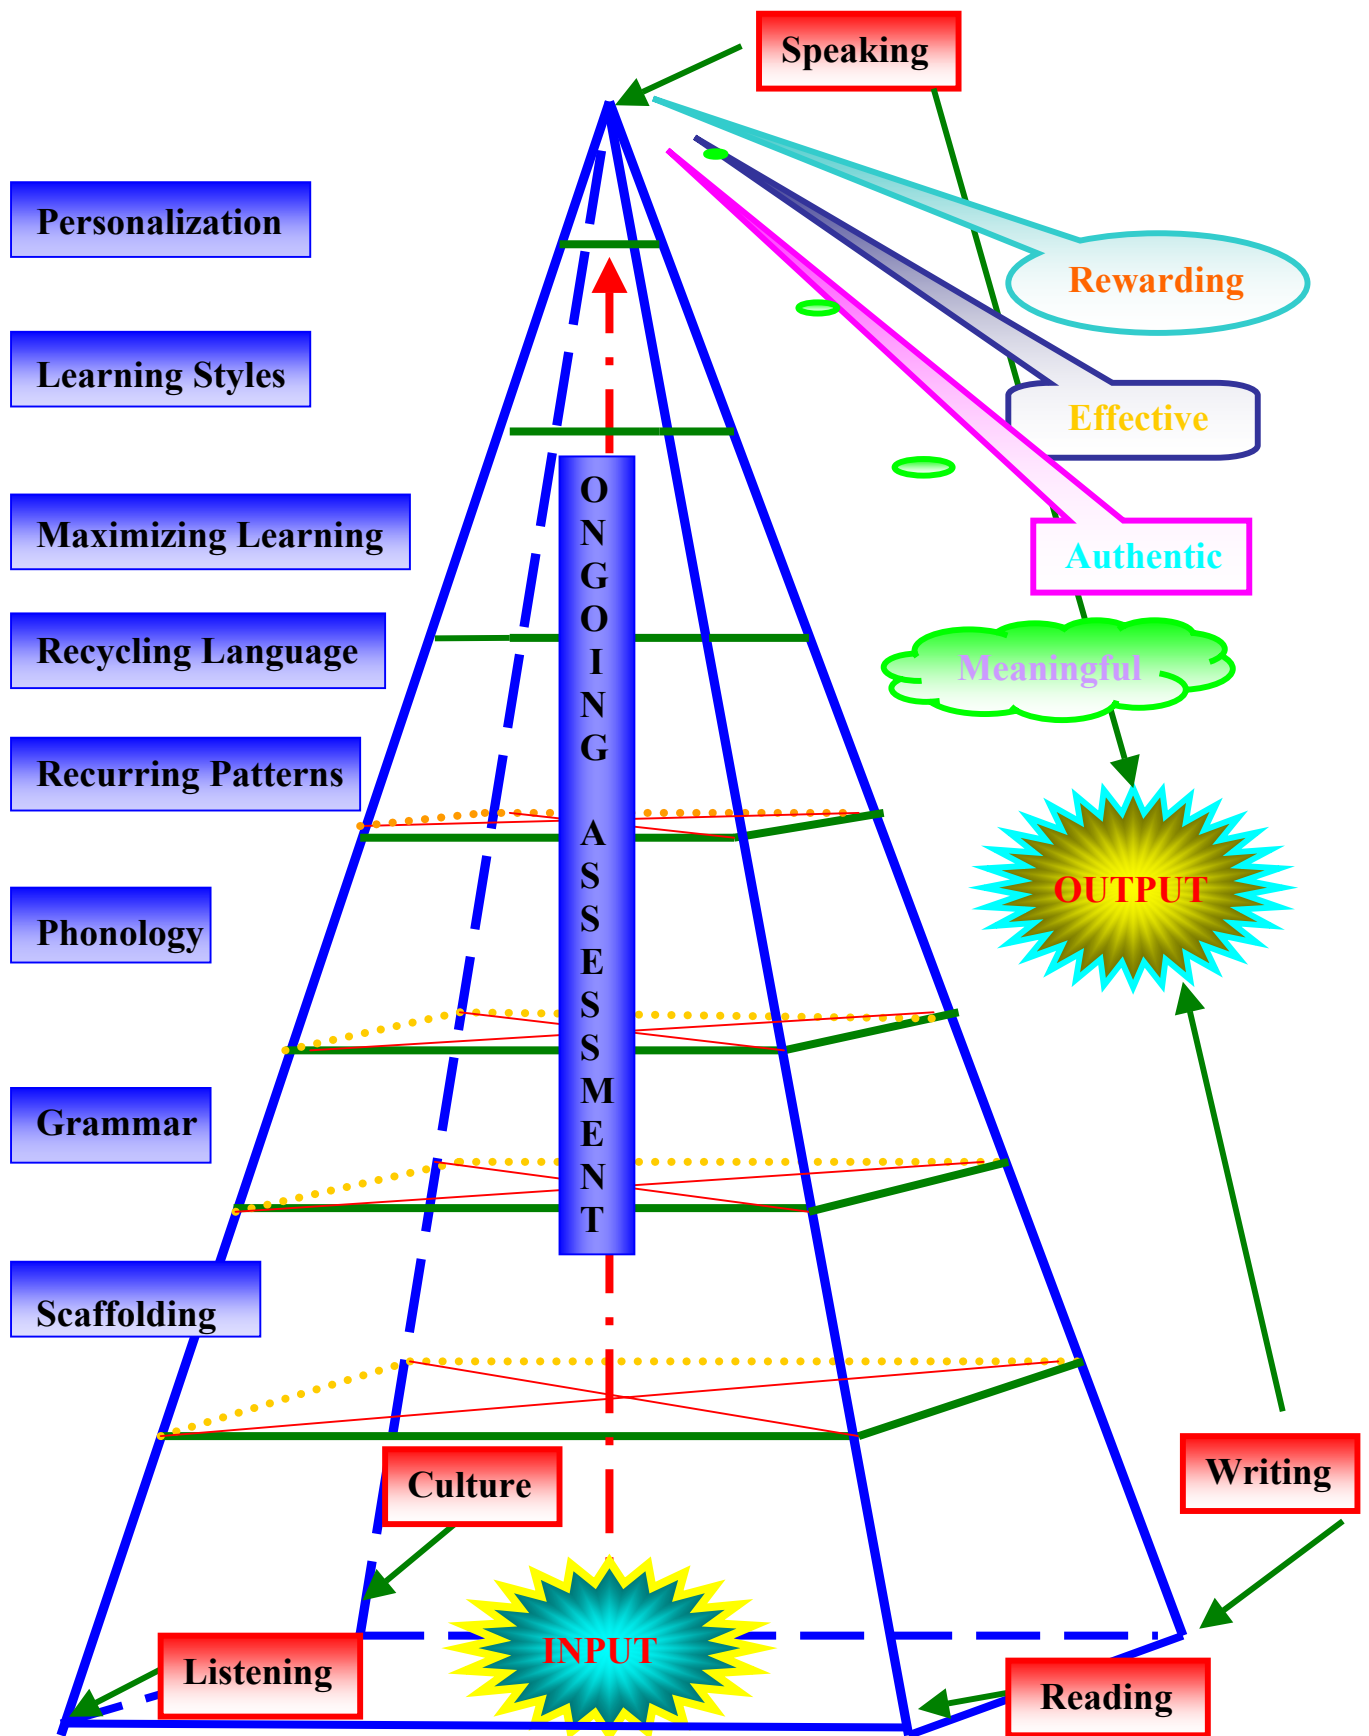 Speaking
Personalization
Rewarding
Learning Styles
Effective
Maximizing Learning
Authentic
Recycling Language
Meaningful
Recurring Patterns
ONGOING ASSESSMENT
OUTPUT
Phonology
Grammar
Scaffolding
Culture
Writing
INPUT
Listening
Reading